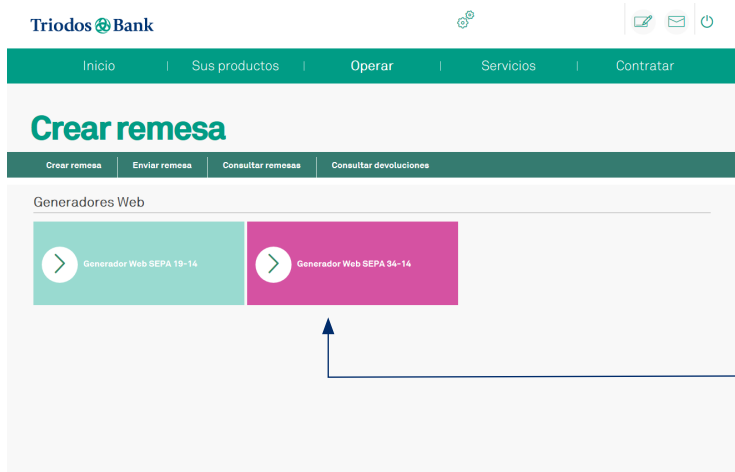 Triodos Bank
Inicio | Sus productos | Operar | Servicios | Contratar
Crear remesa
Crear remesa | Enviar remesa | Consultar remesas | Consultar devoluciones
Generadores Web
Generador Web SEPA 19-14
Generador Web SEPA 34-14